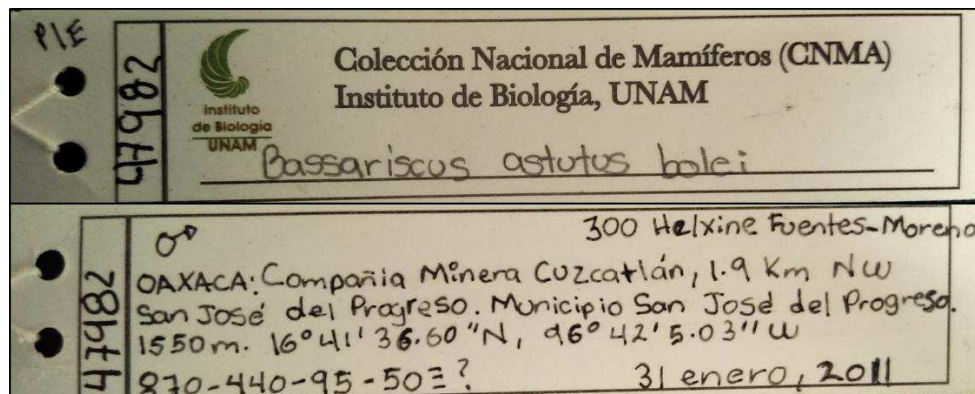 PIE
47982
Instituto
de Biología
UNAM
Colección Nacional de Mamíferos (CNMA)
Instituto de Biología, UNAM
Bassariscus astutus bolei
47982
♂ 300 Helxine Fuentes-Moreno
OAXACA: Compañia Minera Cuzcatlán, 1.9 Km NW
San José del Progreso. Municipio San José del Progreso.
1550m. 16°41'36.60"N, 96°42'5.03"W
870-440-95-50≡? 31 enero, 2011